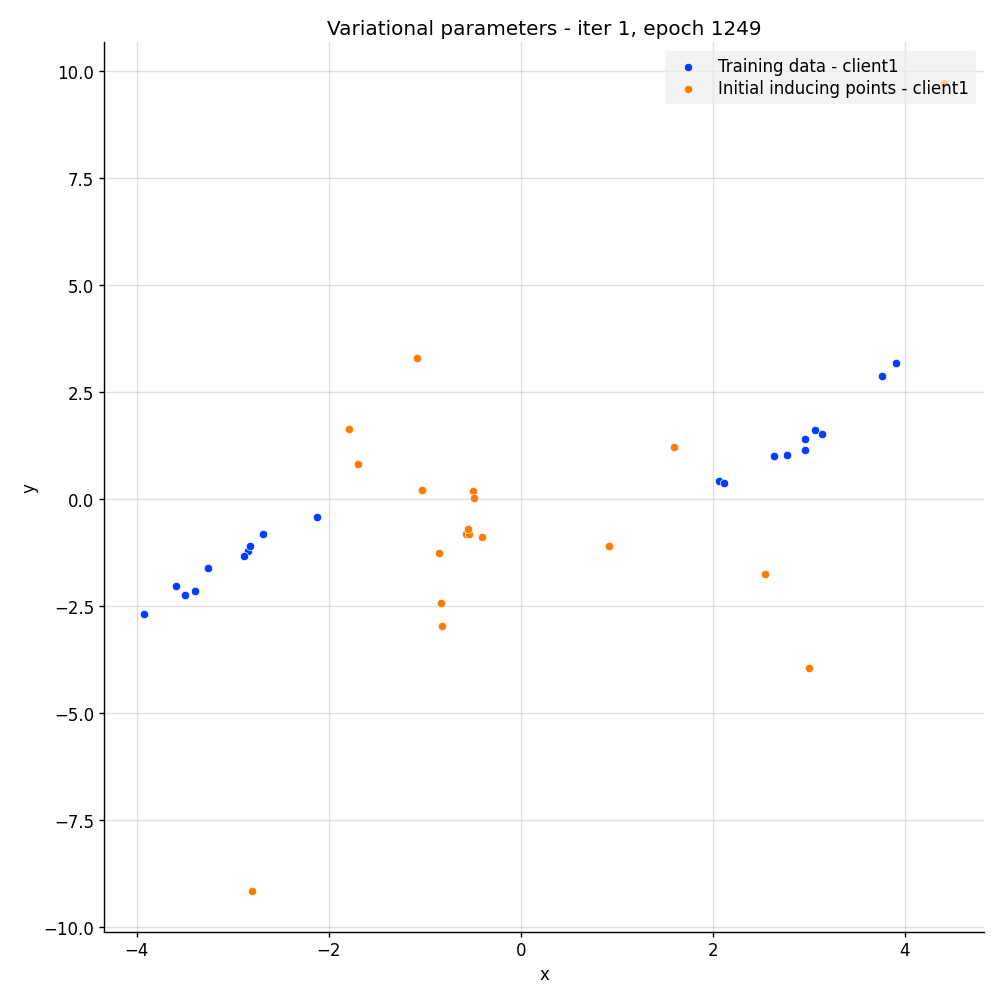 Variational parameters - iter 1, epoch 1249
Training data - client1
Initial inducing points - client1
10.0
7.5
5.0
2.5
0.0
−2.5
−5.0
−7.5
−10.0
y
−4
−2
0
2
4
x